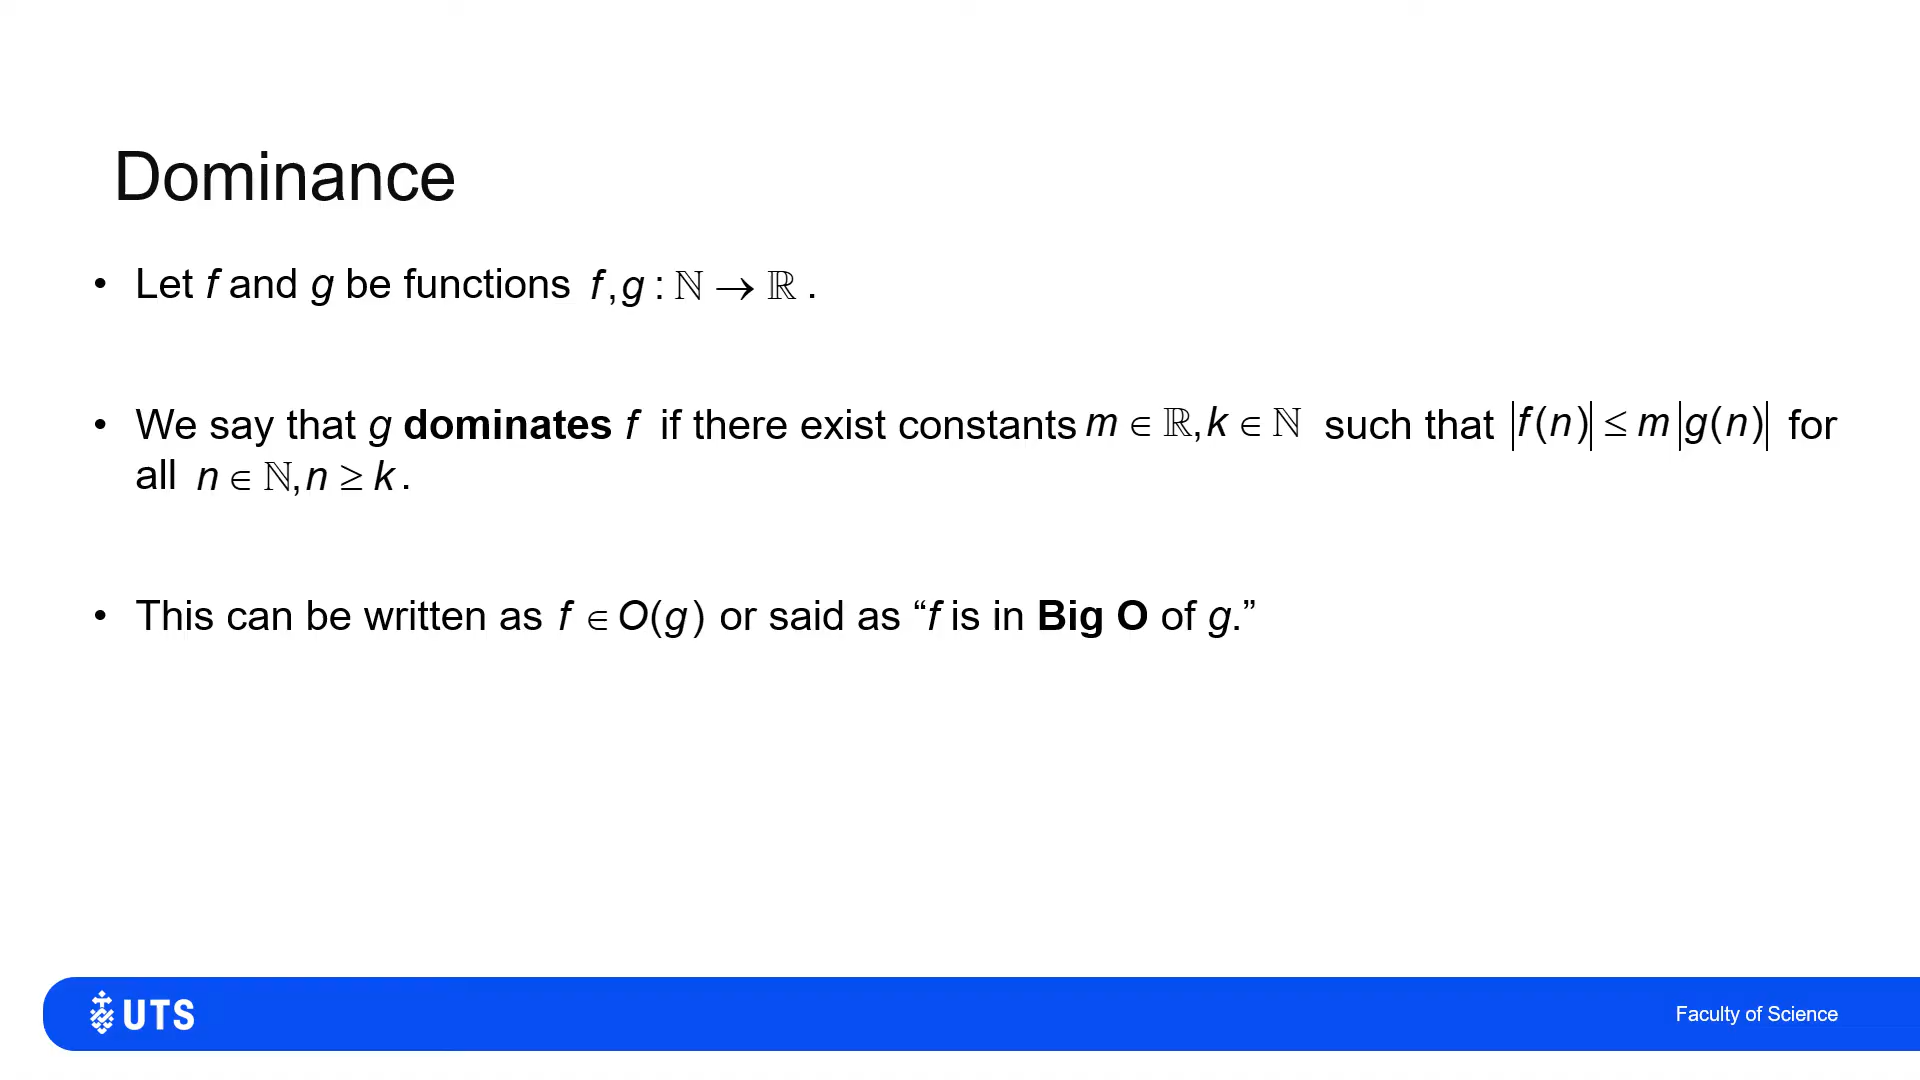 Dominance
• Let f and g be functions f,g : ℕ → ℝ .
• We say that g dominates f if there exist constants m ∈ ℝ,k ∈ ℕ such that |f(n)| ≤ m|g(n)| for
all n ∈ ℕ,n ≥ k .
• This can be written as f ∈ O(g) or said as “f is in Big O of g.”
UTS
Faculty of Science